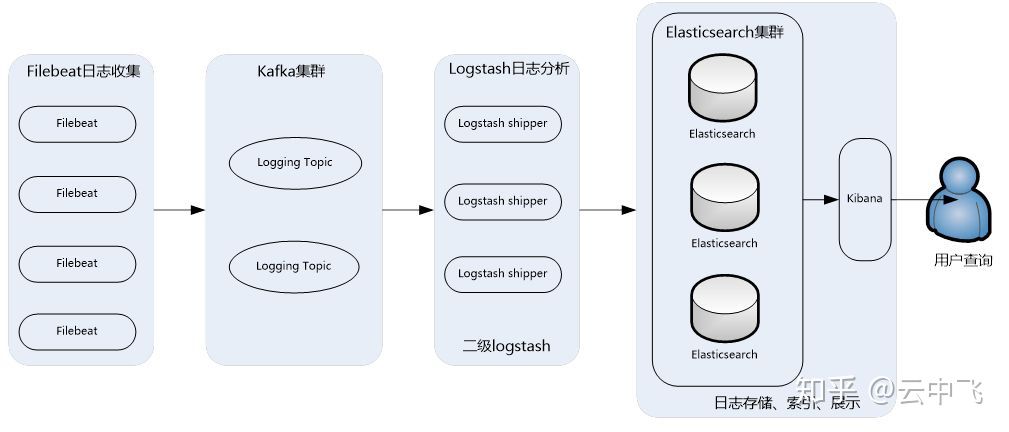 Filebeat日志收集
Filebeat
Filebeat
Filebeat
Filebeat
Kafka集群
Logging Topic
Logging Topic
Logstash日志分析
Logstash shipper
Logstash shipper
Logstash shipper
二级logstash
Elasticsearch集群
Elasticsearch
Elasticsearch
Elasticsearch
Kibana
用户查询
日志存储、索引、展示
知乎 @云中飞